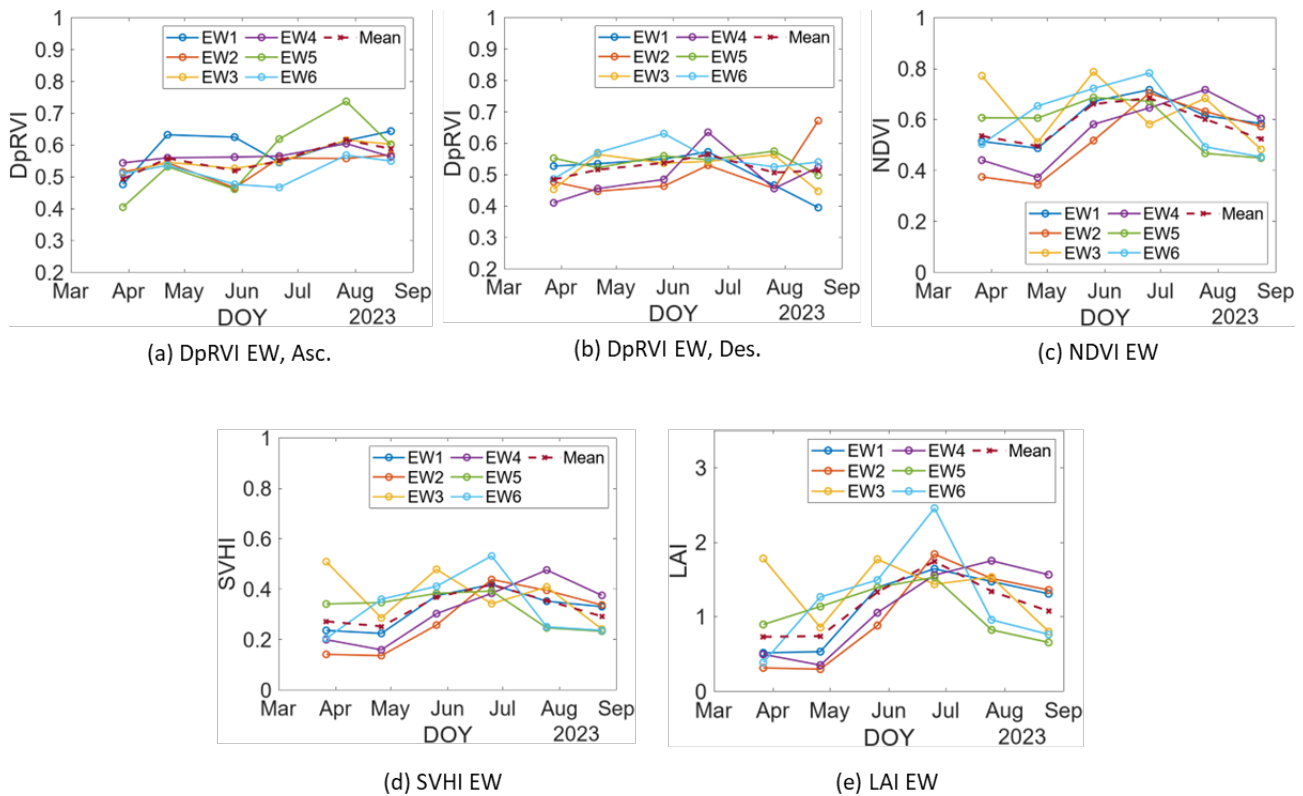 1
0.9
0.8
0.7
0.6
0.5
0.4
0.3
0.2
DpRVI
EW1 EW4 Mean
EW2 EW5
EW3 EW6
Mar Apr May Jun Jul Aug Sep
DOY 2023
(a) DpRVI EW, Asc.
1
0.9
0.8
0.7
0.6
0.5
0.4
0.3
0.2
DpRVI
EW1 EW4 Mean
EW2 EW5
EW3 EW6
Mar Apr May Jun Jul Aug Sep
DOY 2023
(b) DpRVI EW, Des.
1
0.8
0.6
0.4
0.2
0
NDVI
EW1 EW4 Mean
EW2 EW5
EW3 EW6
Mar Apr May Jun Jul Aug Sep
DOY 2023
(c) NDVI EW
1
0.8
0.6
0.4
0.2
0
SVHI
EW1 EW4 Mean
EW2 EW5
EW3 EW6
Mar Apr May Jun Jul Aug Sep
DOY 2023
(d) SVHI EW
3
2
1
0
LAI
EW1 EW4 Mean
EW2 EW5
EW3 EW6
Mar Apr May Jun Jul Aug Sep
DOY 2023
(e) LAI EW